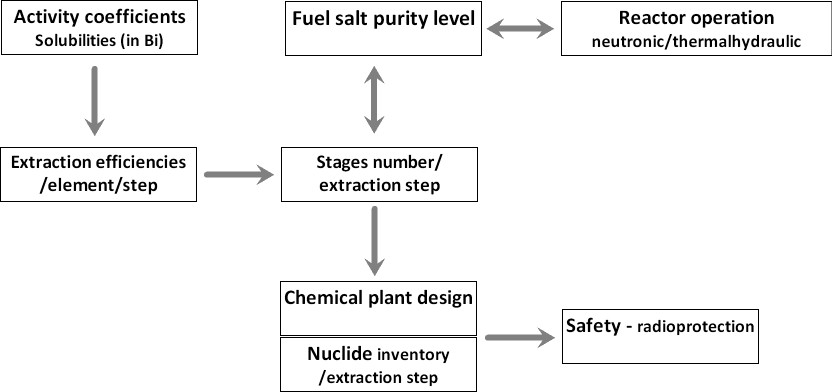 Activity coefficients
Solubilities (in Bi)
Fuel salt purity level
Reactor operation
neutronic/thermalhydraulic
Extraction efficiencies
/element/step
Stages number/
extraction step
Chemical plant design
Nuclide inventory
/extraction step
Safety - radioprotection